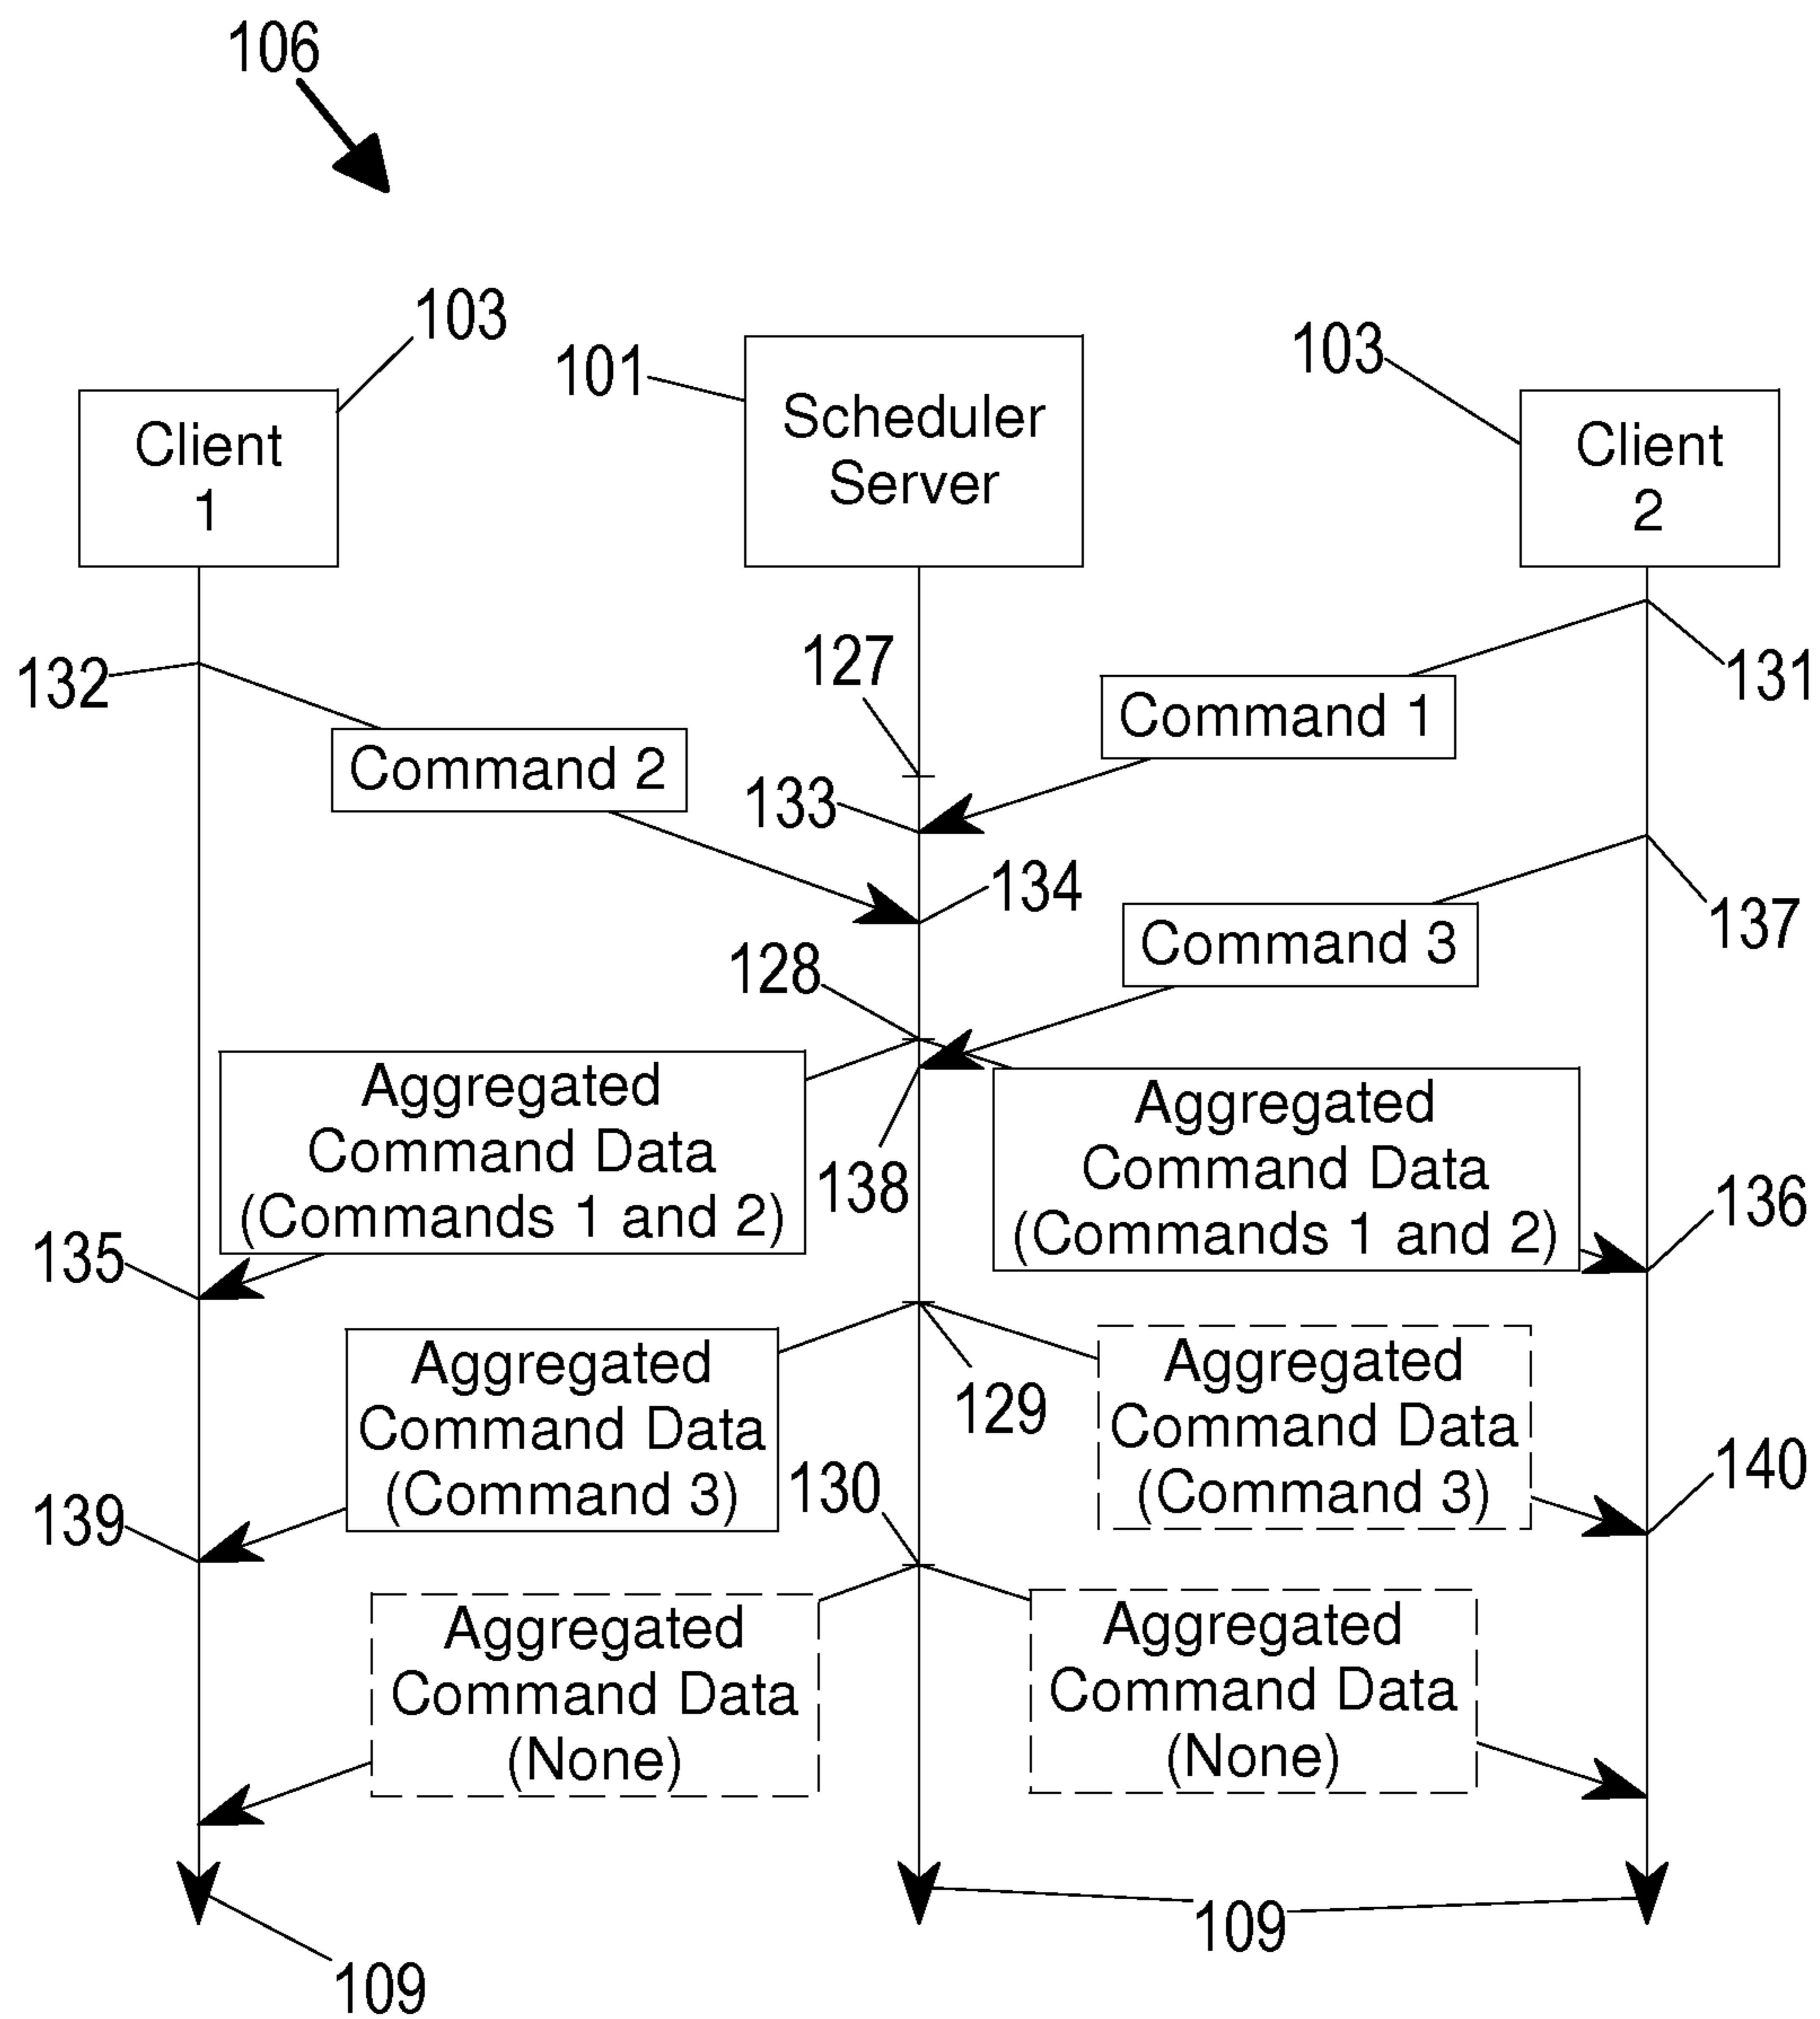 106
103
101
103
Client
1
Scheduler
Server
Client
2
132
127
131
Command 1
Command 2
133
134
137
Command 3
128
Aggregated
Command Data
(Commands 1 and 2)
138
Aggregated
Command Data
(Commands 1 and 2)
136
135
Aggregated
Command Data
(Command 3)
129
Aggregated
Command Data
(Command 3)
140
130
139
Aggregated
Command Data
(None)
Aggregated
Command Data
(None)
109
109